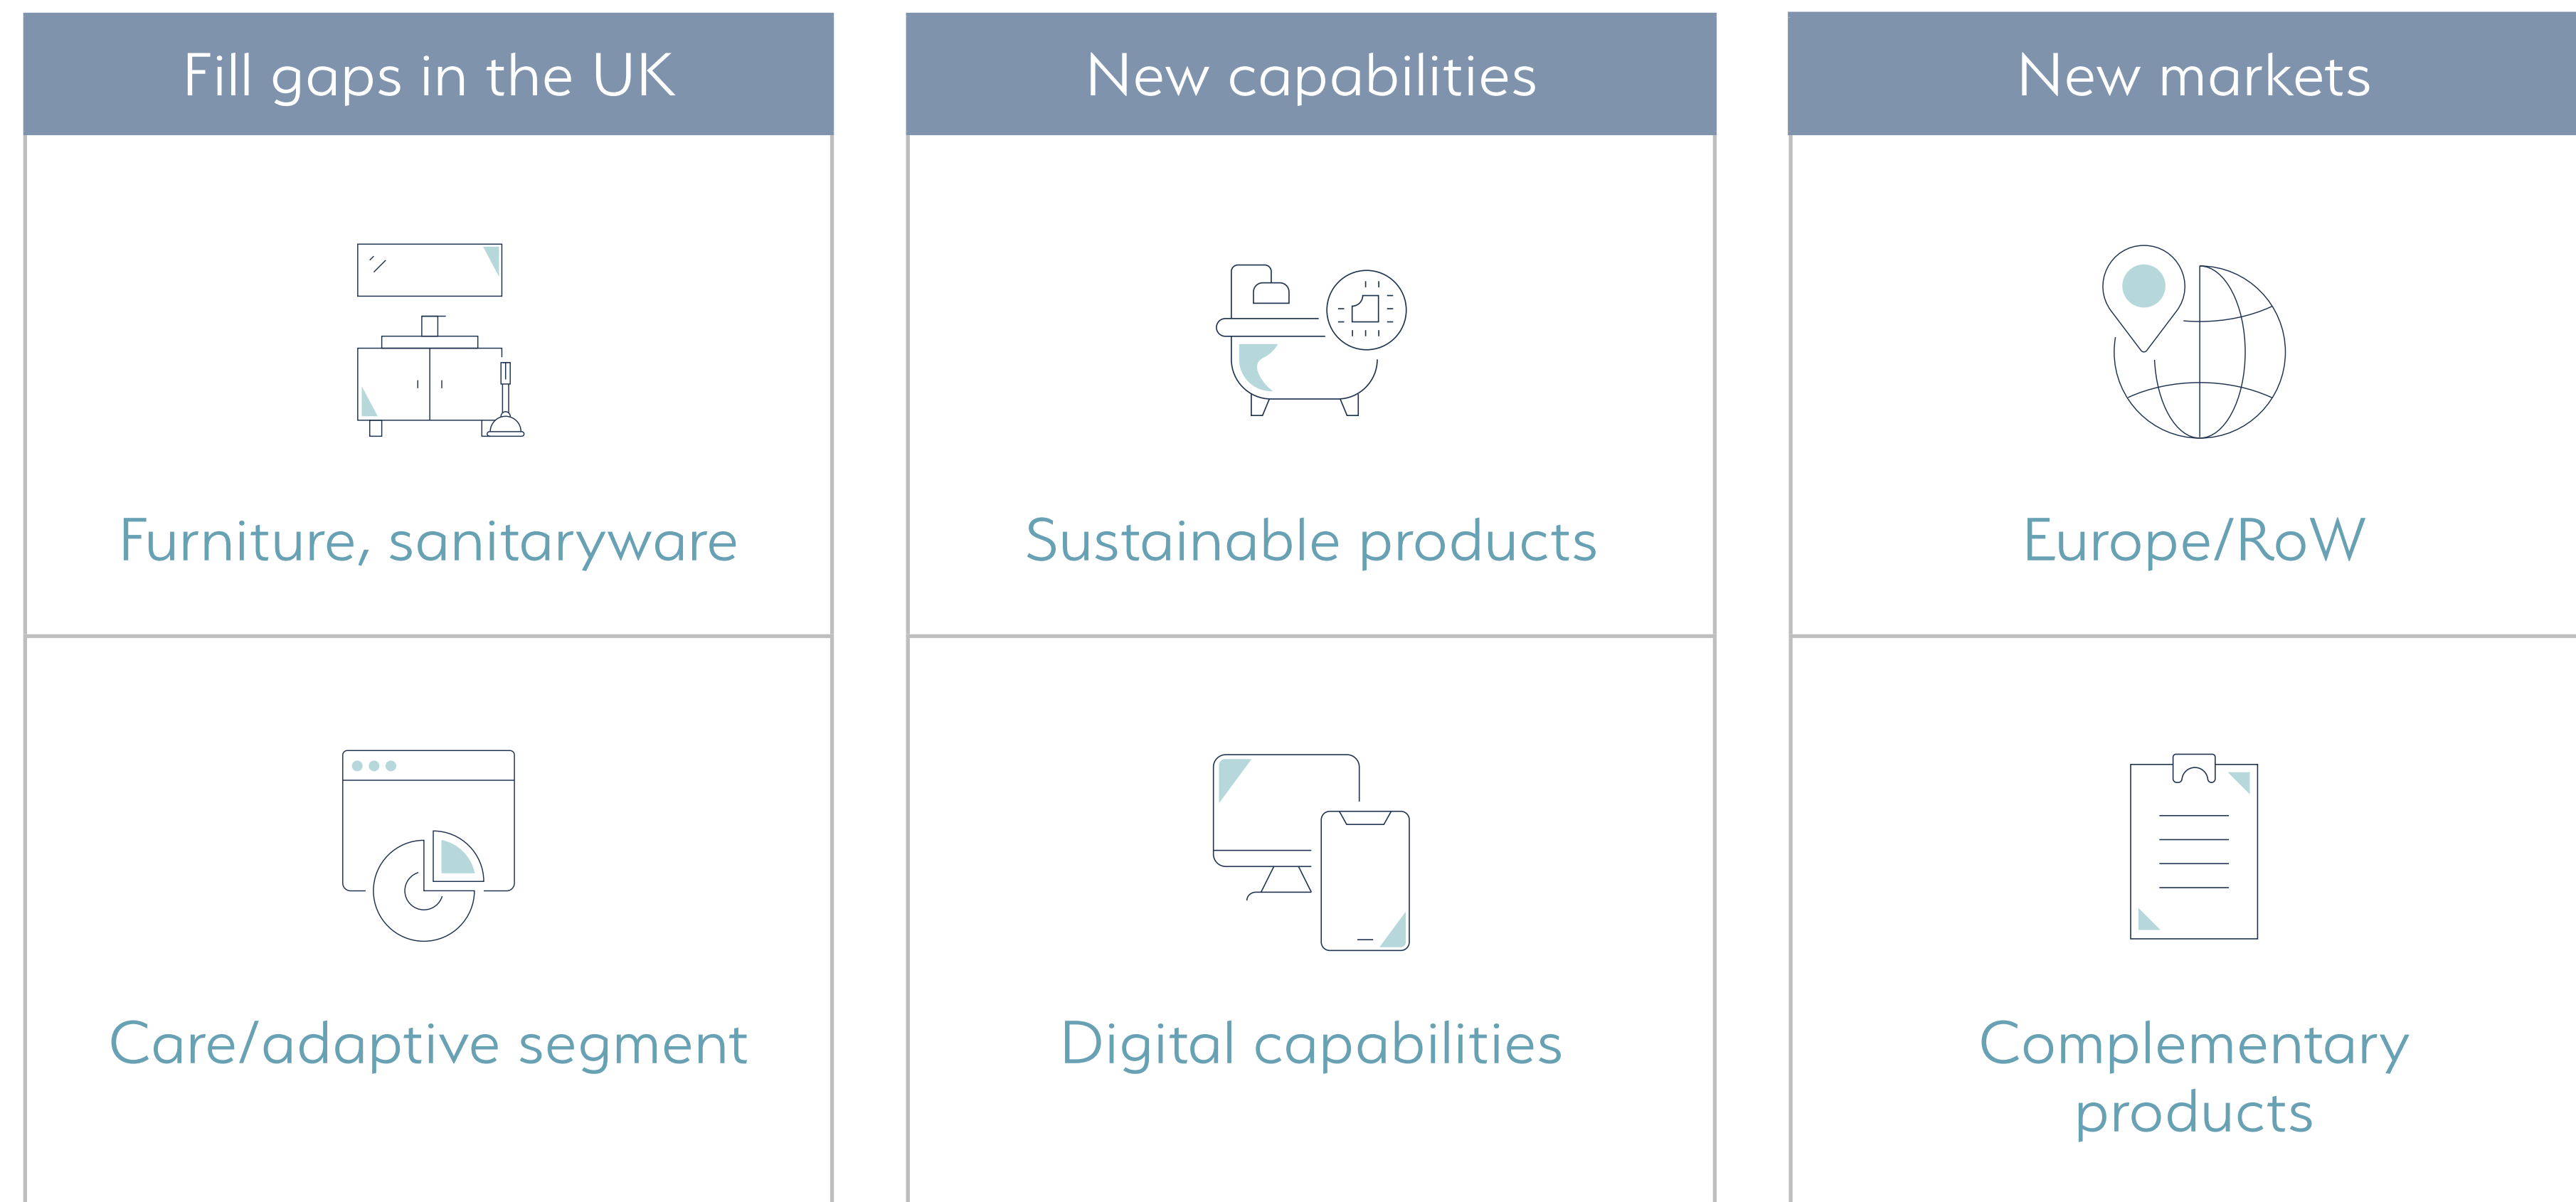 Fill gaps in the UK
New capabilities
New markets
Furniture, sanitaryware
Sustainable products
Europe/RoW
Care/adaptive segment
Digital capabilities
Complementary
products